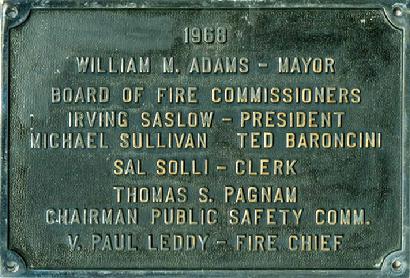 1968
WILLIAM M. ADAMS - MAYOR
BOARD OF FIRE COMMISSIONERS
IRVING SASLOW - PRESIDENT
MICHAEL SULLIVAN TED BARONCINI
SAL SOLLI - CLERK
THOMAS S. PAGNAM
CHAIRMAN PUBLIC SAFETY COMM.
V. PAUL LEDDY - FIRE CHIEF